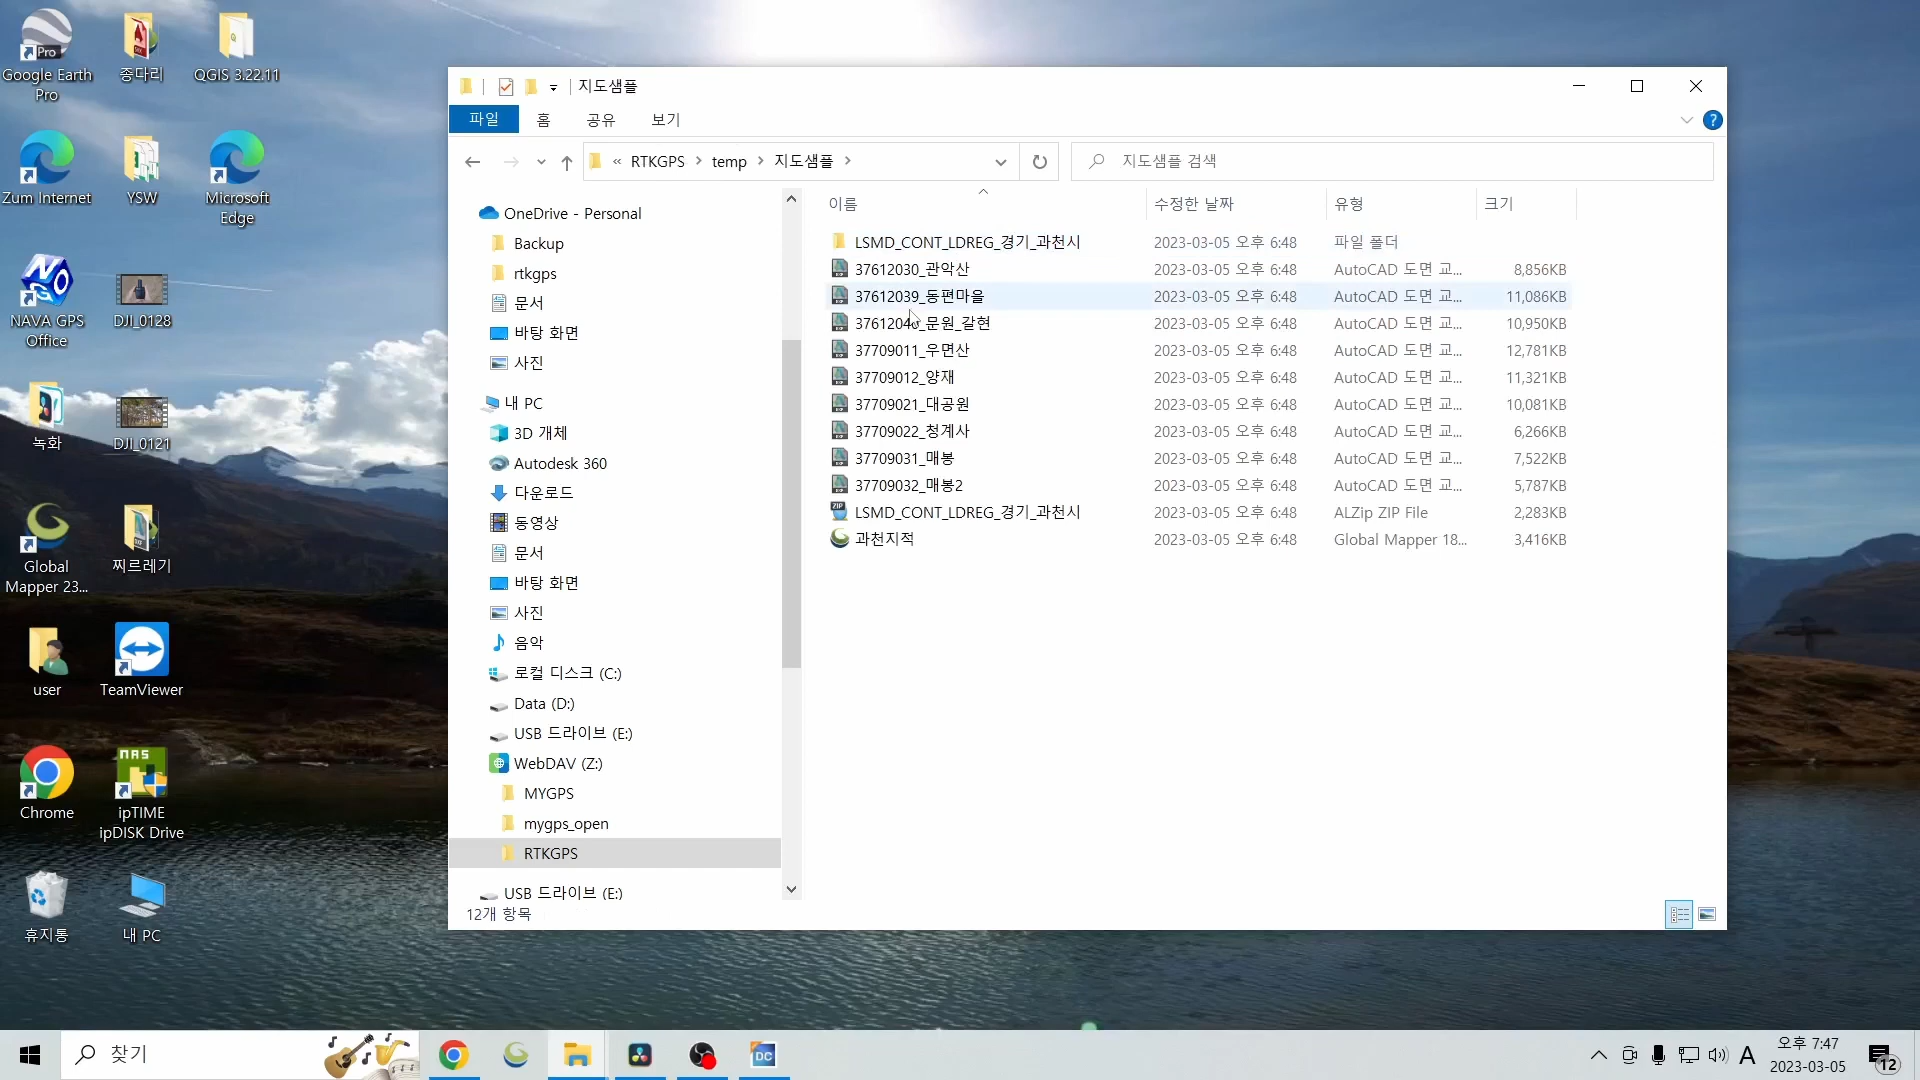 Google Earth
Pro
종다리
QGIS 3.22.11
Zum Internet
YSW
Microsoft
Edge
NAVA GPS
Office
DJI_0128
녹화
DJI_0121
Global
Mapper 23...
찌르레기
user
TeamViewer
Chrome
ipTIME
ipDISK Drive
휴지통
내 PC
지도샘플
파일 홈 공유 보기
« RTKGPS > temp > 지도샘플 >
지도샘플 검색
OneDrive - Personal
Backup
rtkgps
문서
바탕 화면
사진
내 PC
3D 개체
Autodesk 360
다운로드
동영상
문서
바탕 화면
사진
음악
로컬 디스크 (C:)
Data (D:)
USB 드라이브 (E:)
WebDAV (Z:)
MYGPS
mygps_open
RTKGPS
USB 드라이브 (E:)
이름 수정한 날짜 유형 크기
LSMD_CONT_LDREG_경기_과천시 2023-03-05 오후 6:48 파일 폴더
37612030_관악산 2023-03-05 오후 6:48 AutoCAD 도면 교... 8,856KB
37612039_동편마을 2023-03-05 오후 6:48 AutoCAD 도면 교... 11,086KB
37612040_문원_갈현 2023-03-05 오후 6:48 AutoCAD 도면 교... 10,950KB
37709011_우면산 2023-03-05 오후 6:48 AutoCAD 도면 교... 12,781KB
37709012_양재 2023-03-05 오후 6:48 AutoCAD 도면 교... 11,321KB
37709021_대공원 2023-03-05 오후 6:48 AutoCAD 도면 교... 10,081KB
37709022_청계사 2023-03-05 오후 6:48 AutoCAD 도면 교... 6,266KB
37709031_매봉 2023-03-05 오후 6:48 AutoCAD 도면 교... 7,522KB
37709032_매봉2 2023-03-05 오후 6:48 AutoCAD 도면 교... 5,787KB
LSMD_CONT_LDREG_경기_과천시 2023-03-05 오후 6:48 ALZip ZIP File 2,283KB
과천지적 2023-03-05 오후 6:48 Global Mapper 18... 3,416KB
12개 항목
찾기
DC
A
오후 7:47
2023-03-05
12